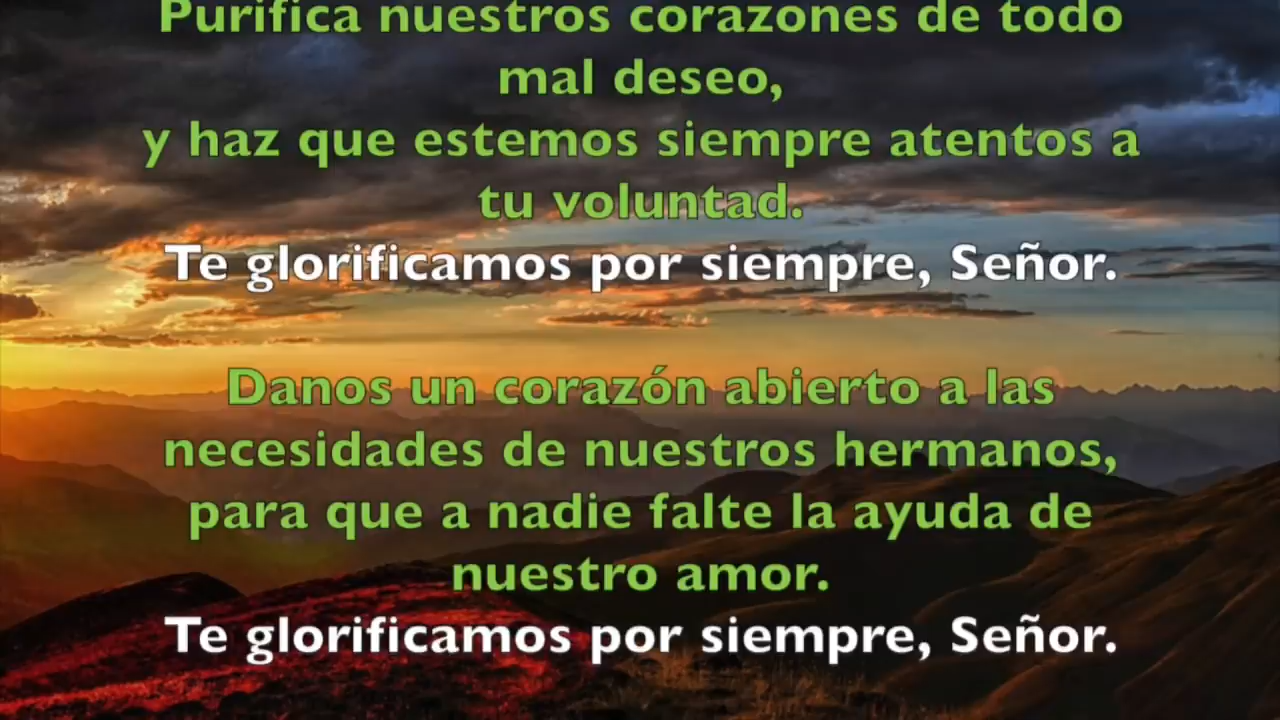 Purifica nuestros corazones de todo
mal deseo,
y haz que estemos siempre atentos a
tu voluntad.
Te glorificamos por siempre, Señor.
Danos un corazón abierto a las
necesidades de nuestros hermanos,
para que a nadie falte la ayuda de
nuestro amor.
Te glorificamos por siempre, Señor.